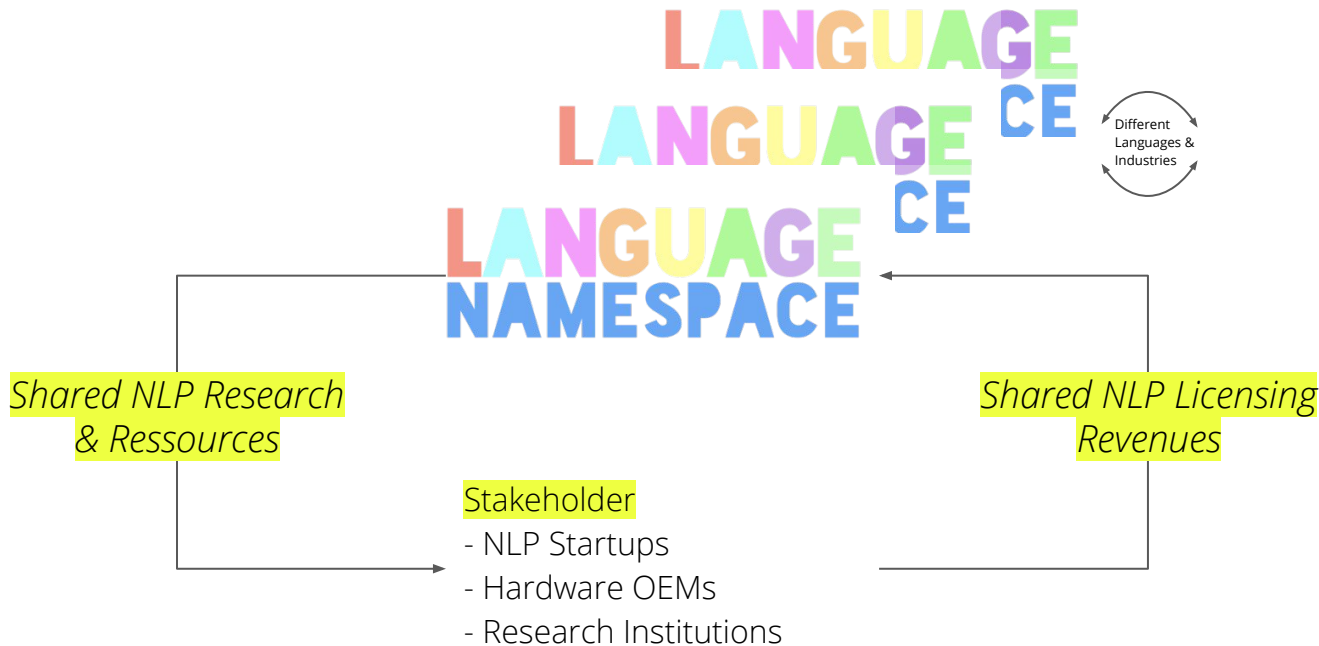 LANGUAGE
CE
LANGUAGE
CE
Different
Languages &
Industries
LANGUAGE
NAMESPACE
Shared NLP Research
& Ressources
Shared NLP Licensing
Revenues
Stakeholder
- NLP Startups
- Hardware OEMs
- Research Institutions